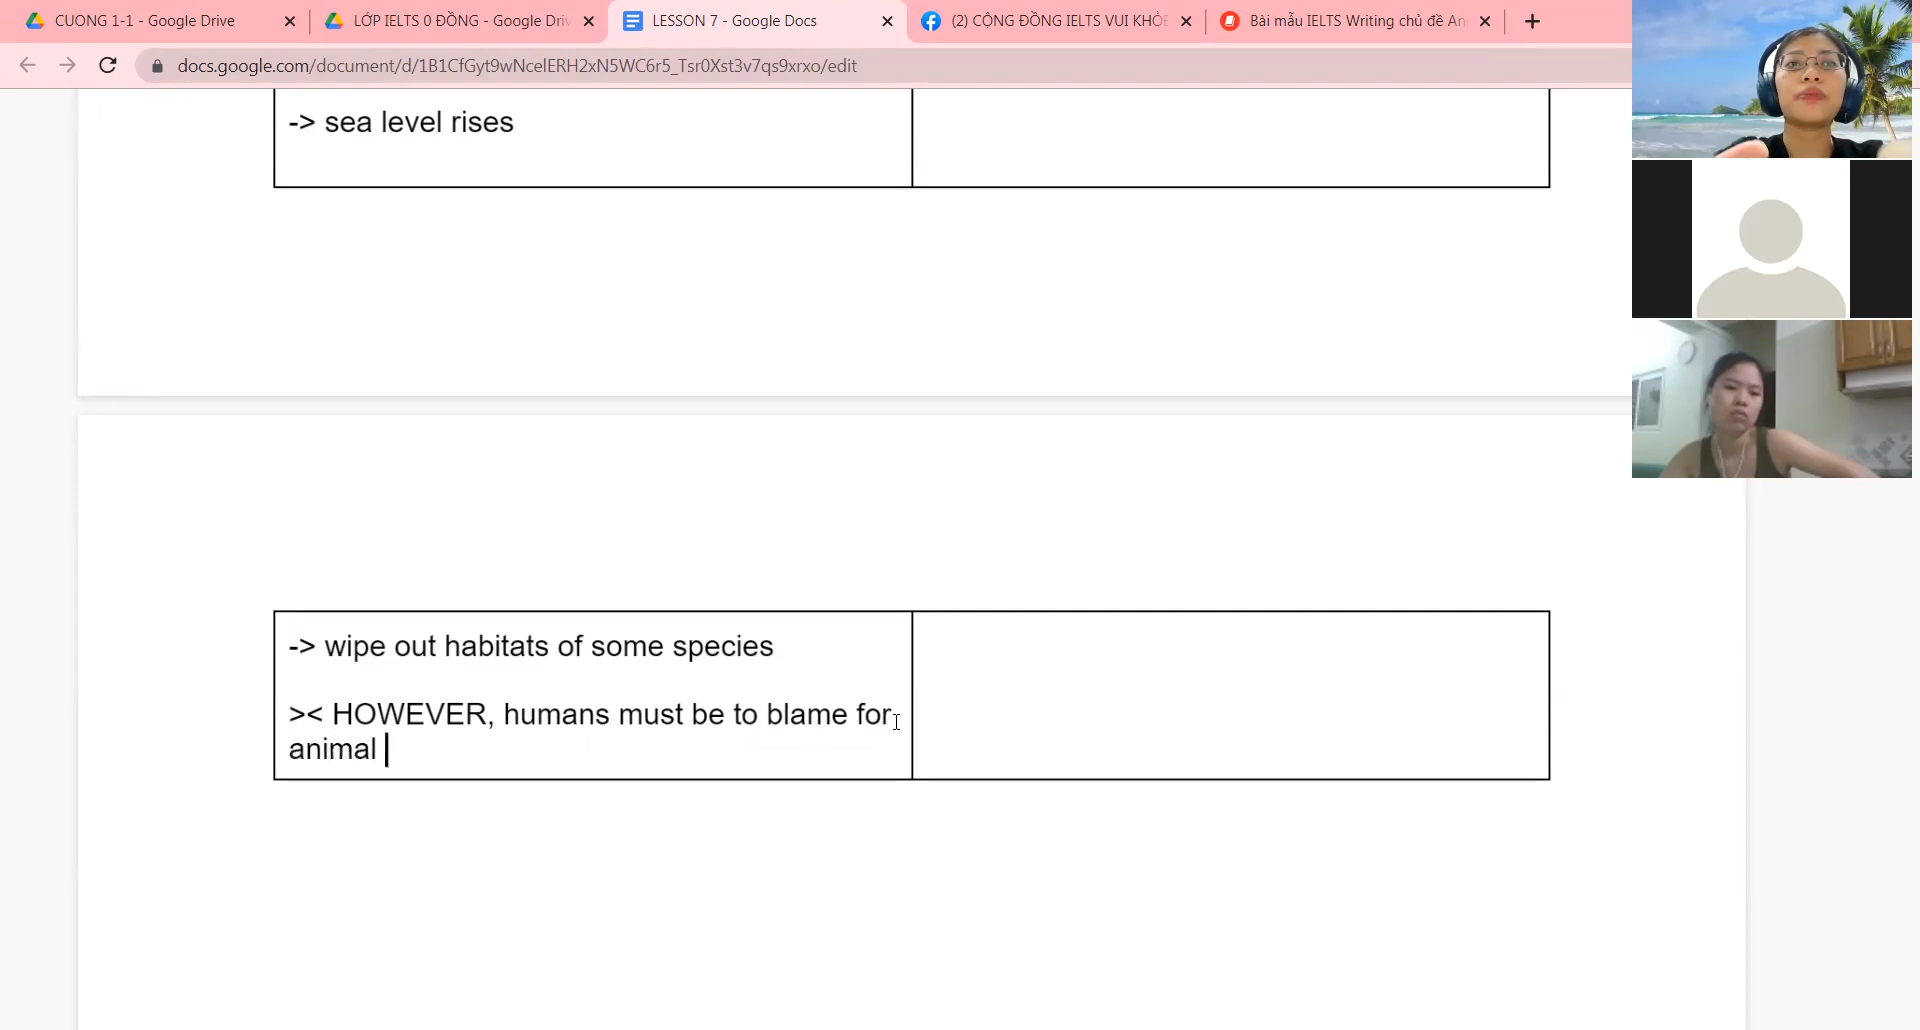 CUONG 1-1 - Google Drive
LỚP IELTS 0 ĐỒNG - Google Driv
LESSON 7 - Google Docs
(2) CỘNG ĐỒNG IELTS VUI KHỎE
Bài mẫu IELTS Writing chủ đề An
docs.google.com/document/d/1B1CfGyt9wNcelERH2xN5WC6r5_Tsr0Xst3v7qs9xrxo/edit
-> sea level rises
-> wipe out habitats of some species
>< HOWEVER, humans must be to blame for
animal